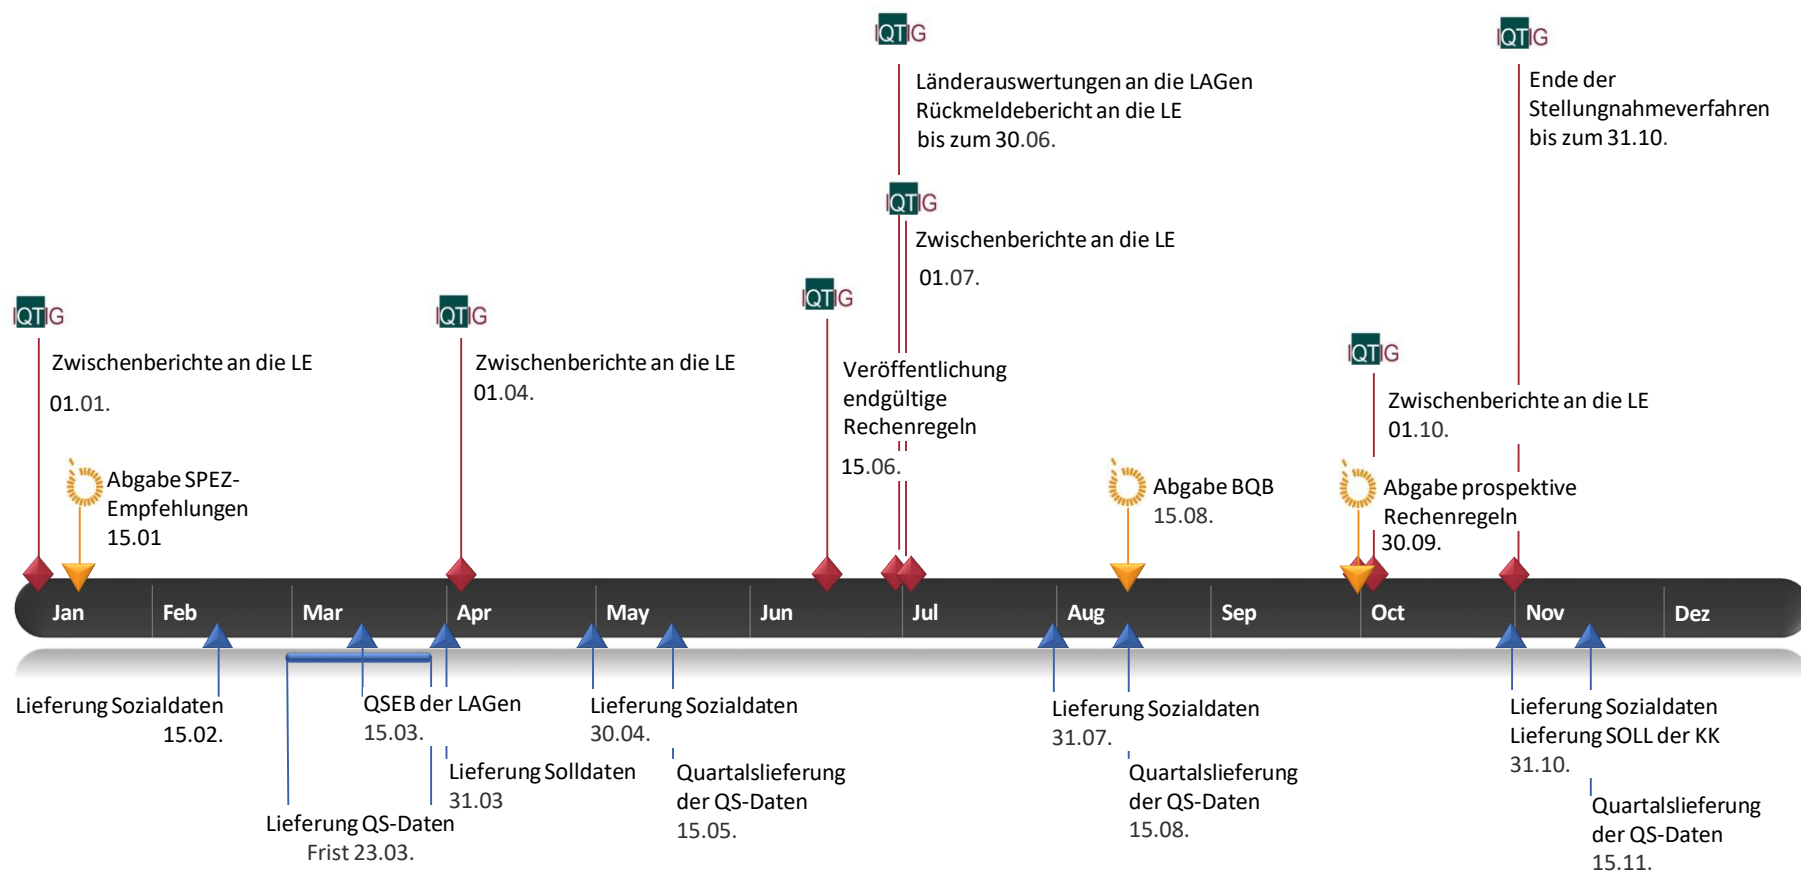 IQTIG
Länderauswertungen an die LAGen
Rückmeldebericht an die LE
bis zum 30.06.
IQTIG
Ende der
Stellungnahmeverfahren
bis zum 31.10.
IQTIG
Zwischenberichte an die LE
01.07.
IQTIG
Zwischenberichte an die LE
01.01.
IQTIG
Zwischenberichte an die LE
01.04.
IQTIG
Veröffentlichung
endgültige
Rechenregeln
15.06.
IQTIG
Zwischenberichte an die LE
01.10.
Abgabe SPEZ-
Empfehlungen
15.01
Abgabe BQB
15.08.
Abgabe prospektive
Rechenregeln
30.09.
Jan
Feb
Mar
Apr
May
Jun
Jul
Aug
Sep
Oct
Nov
Dez
Lieferung Sozialdaten
15.02.
QSEB der LAGen
15.03.
Lieferung Solldaten
31.03
Lieferung QS-Daten
Frist 23.03.
Lieferung Sozialdaten
30.04.
Quartalslieferung
der QS-Daten
15.05.
Lieferung Sozialdaten
31.07.
Quartalslieferung
der QS-Daten
15.08.
Lieferung Sozialdaten
Lieferung SOLL der KK
31.10.
Quartalslieferung
der QS-Daten
15.11.